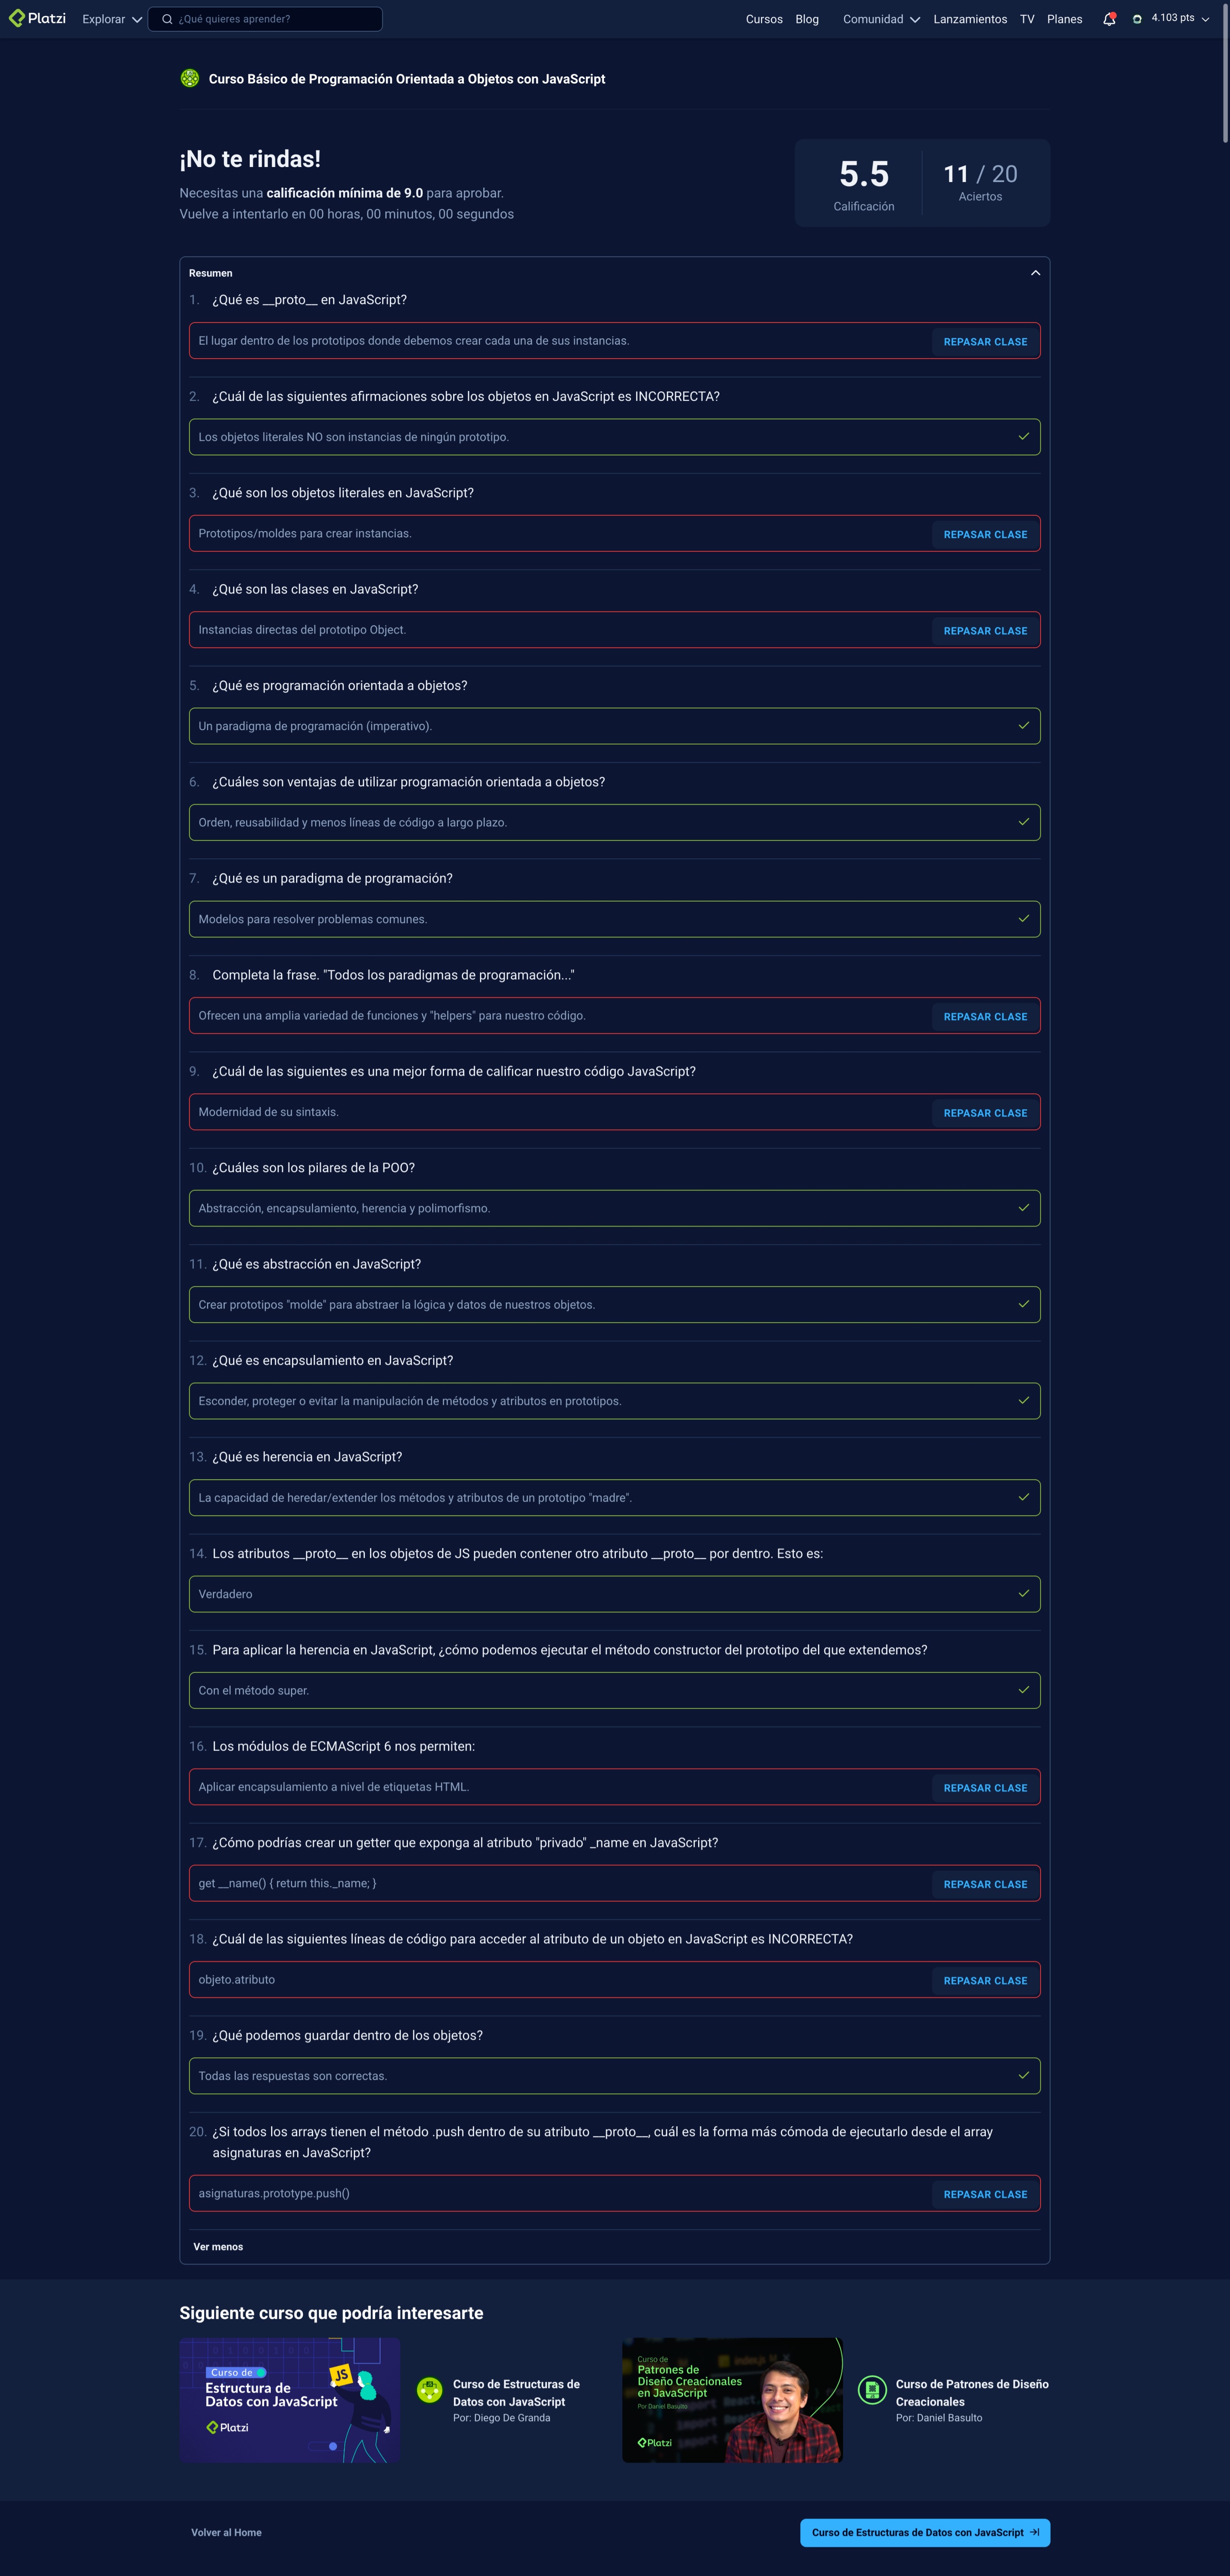 Platzi
Explorar
¿Qué quieres aprender?
Cursos
Blog
Comunidad
Lanzamientos
TV
Planes
4.103 pts
Curso Básico de Programación Orientada a Objetos con JavaScript
¡No te rindas!
Necesitas una calificación mínima de 9.0 para aprobar.
Vuelve a intentarlo en 00 horas, 00 minutos, 00 segundos
5.5
Calificación
11 / 20
Aciertos
Resumen
1. ¿Qué es __proto__ en JavaScript?
El lugar dentro de los prototipos donde debemos crear cada una de sus instancias.
REPASAR CLASE
2. ¿Cuál de las siguientes afirmaciones sobre los objetos en JavaScript es INCORRECTA?
Los objetos literales NO son instancias de ningún prototipo.
3. ¿Qué son los objetos literales en JavaScript?
Prototipos/moldes para crear instancias.
REPASAR CLASE
4. ¿Qué son las clases en JavaScript?
Instancias directas del prototipo Object.
REPASAR CLASE
5. ¿Qué es programación orientada a objetos?
Un paradigma de programación (imperativo).
6. ¿Cuáles son ventajas de utilizar programación orientada a objetos?
Orden, reusabilidad y menos líneas de código a largo plazo.
7. ¿Qué es un paradigma de programación?
Modelos para resolver problemas comunes.
8. Completa la frase. "Todos los paradigmas de programación..."
Ofrecen una amplia variedad de funciones y "helpers" para nuestro código.
REPASAR CLASE
9. ¿Cuál de las siguientes es una mejor forma de calificar nuestro código JavaScript?
Modernidad de su sintaxis.
REPASAR CLASE
10. ¿Cuáles son los pilares de la POO?
Abstracción, encapsulamiento, herencia y polimorfismo.
11. ¿Qué es abstracción en JavaScript?
Crear prototipos "molde" para abstraer la lógica y datos de nuestros objetos.
12. ¿Qué es encapsulamiento en JavaScript?
Esconder, proteger o evitar la manipulación de métodos y atributos en prototipos.
13. ¿Qué es herencia en JavaScript?
La capacidad de heredar/extender los métodos y atributos de un prototipo "madre".
14. Los atributos __proto__ en los objetos de JS pueden contener otro atributo __proto__ por dentro. Esto es:
Verdadero
15. Para aplicar la herencia en JavaScript, ¿cómo podemos ejecutar el método constructor del prototipo del que extendemos?
Con el método super.
16. Los módulos de ECMAScript 6 nos permiten:
Aplicar encapsulamiento a nivel de etiquetas HTML.
REPASAR CLASE
17. ¿Cómo podrías crear un getter que exponga al atributo "privado" _name en JavaScript?
get __name() { return this._name; }
REPASAR CLASE
18. ¿Cuál de las siguientes líneas de código para acceder al atributo de un objeto en JavaScript es INCORRECTA?
objeto.atributo
REPASAR CLASE
19. ¿Qué podemos guardar dentro de los objetos?
Todas las respuestas son correctas.
20. ¿Si todos los arrays tienen el método .push dentro de su atributo __proto__, cuál es la forma más cómoda de ejecutarlo desde el array
asignaturas en JavaScript?
asignaturas.prototype.push()
REPASAR CLASE
Ver menos
Siguiente curso que podría interesarte
Curso de
Estructura de
Datos con JavaScript
Platzi
JS
Curso de Estructuras de
Datos con JavaScript
Por: Diego De Granda
Curso de
Patrones de
Diseño Creacionales
en JavaScript
Por Daniel Basulto
Platzi
Curso de Patrones de Diseño
Creacionales
Por: Daniel Basulto
Volver al Home
Curso de Estructuras de Datos con JavaScript